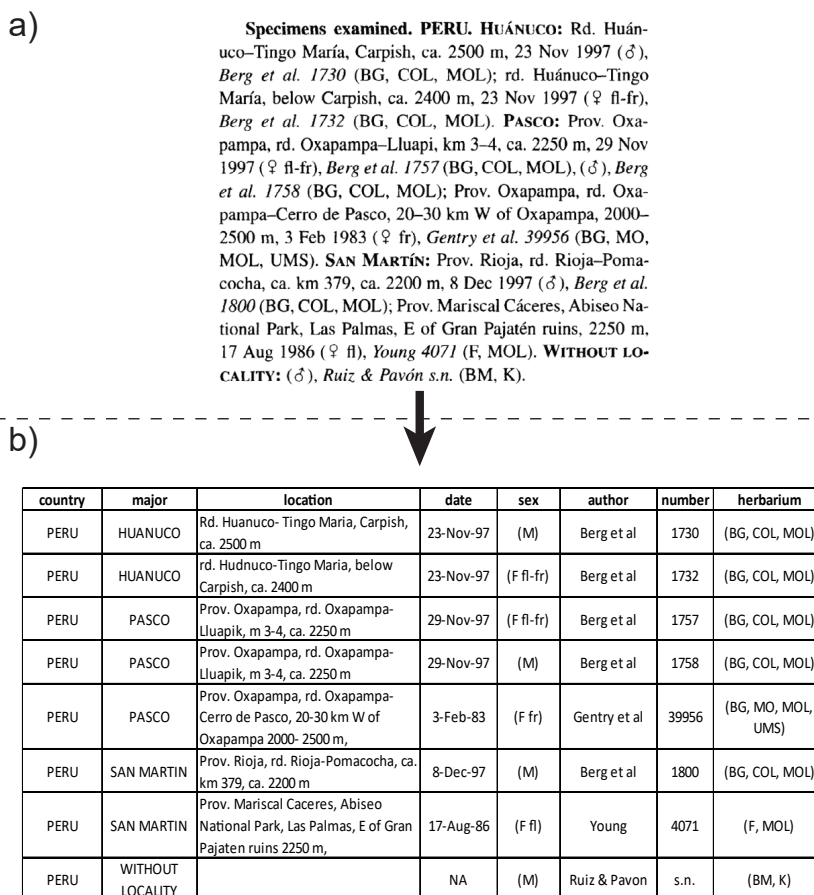 a)
Specimens examined. PERU. HUÁNUCO: Rd. Huán-
uco–Tingo María, Carpish, ca. 2500 m, 23 Nov 1997 (♂),
Berg et al. 1730 (BG, COL, MOL); rd. Huánuco–Tingo
María, below Carpish, ca. 2400 m, 23 Nov 1997 (♀ fl-fr),
Berg et al. 1732 (BG, COL, MOL). PASCO: Prov. Oxa-
pampa, rd. Oxapampa–Lluapi, km 3–4, ca. 2250 m, 29 Nov
1997 (♀ fl-fr), Berg et al. 1757 (BG, COL, MOL), (♂), Berg
et al. 1758 (BG, COL, MOL); Prov. Oxapampa, rd. Oxa-
pampa–Cerro de Pasco, 20–30 km W of Oxapampa, 2000–
2500 m, 3 Feb 1983 (♀ fr), Gentry et al. 39956 (BG, MO,
MOL, UMS). SAN MARTÍN: Prov. Rioja, rd. Rioja–Poma-
cocha, ca. km 379, ca. 2200 m, 8 Dec 1997 (♂), Berg et al.
1800 (BG, COL, MOL); Prov. Mariscal Cáceres, Abiseo Na-
tional Park, Las Palmas, E of Gran Pajatén ruins, 2250 m,
17 Aug 1986 (♀ fl), Young 4071 (F, MOL). WITHOUT LO-
CALITY: (♂), Ruiz & Pavón s.n. (BM, K).
b)
country major location date sex author number herbarium
PERU HUANUCO Rd. Huanuco- Tingo Maria, Carpish,
ca. 2500 m 23-Nov-97 (M) Berg et al 1730 (BG, COL, MOL)
PERU HUANUCO rd. Hudnuco-Tingo Maria, below
Carpish, ca. 2400 m 23-Nov-97 (F fl-fr) Berg et al 1732 (BG, COL, MOL)
PERU PASCO Prov. Oxapampa, rd. Oxapampa-
Lluapik, m 3-4, ca. 2250 m 29-Nov-97 (F fl-fr) Berg et al 1757 (BG, COL, MOL)
PERU PASCO Prov. Oxapampa, rd. Oxapampa-
Lluapik, m 3-4, ca. 2250 m 29-Nov-97 (M) Berg et al 1758 (BG, COL, MOL)
PERU PASCO Prov. Oxapampa, rd. Oxapampa-
Cerro de Pasco, 20-30 km W of
Oxapampa 2000- 2500 m, 3-Feb-83 (F fr) Gentry et al 39956 (BG, MO, MOL,
UMS)
PERU SAN MARTIN Prov. Rioja, rd. Rioja-Pomacocha, ca.
km 379, ca. 2200 m 8-Dec-97 (M) Berg et al 1800 (BG, COL, MOL)
PERU SAN MARTIN Prov. Mariscal Caceres, Abiseo
National Park, Las Palmas, E of Gran
Pajaten ruins 2250 m, 17-Aug-86 (F fl) Young 4071 (F, MOL)
PERU WITHOUT
LOCALITY NA (M) Ruiz & Pavon s.n. (BM, K)